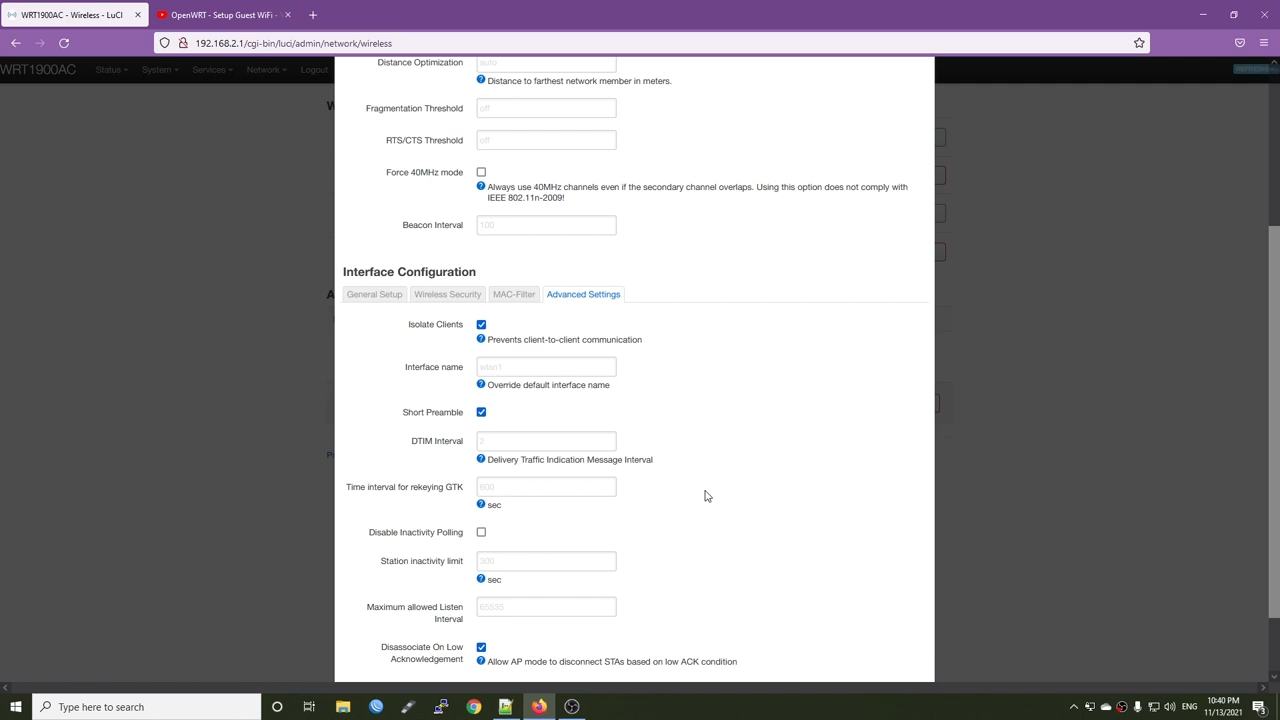 WRT1900AC - Wireless - LuCI
OpenWRT - Setup Guest WiFi -
192.168.2.1/cgi-bin/luci/admin/network/wireless
WRT1900AC
Status
System
Services
Network
Logout
REFRESHING
Distance Optimization
auto
Distance to farthest network member in meters.
Fragmentation Threshold
off
RTS/CTS Threshold
off
Force 40MHz mode
Always use 40MHz channels even if the secondary channel overlaps. Using this option does not comply with
IEEE 802.11n-2009!
Beacon Interval
100
Interface Configuration
General Setup
Wireless Security
MAC-Filter
Advanced Settings
Isolate Clients
Prevents client-to-client communication
Interface name
wlan1
Override default interface name
Short Preamble
DTIM Interval
2
Delivery Traffic Indication Message Interval
Time interval for rekeying GTK
600
sec
Disable Inactivity Polling
Station inactivity limit
300
sec
Maximum allowed Listen
Interval
65535
Disassociate On Low
Acknowledgement
Allow AP mode to disconnect STAs based on low ACK condition
Type here to search
ENG
10:40 PM
11/13/2021